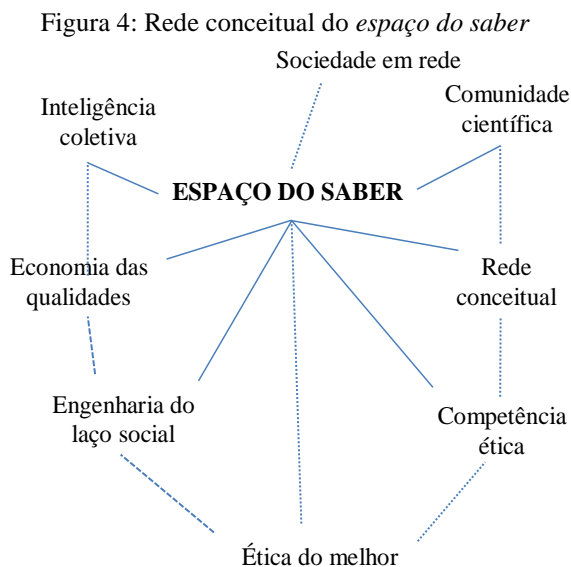 Figura 4: Rede conceitual do espaço do saber
Sociedade em rede
Inteligência
coletiva
Comunidade
científica
ESPAÇO DO SABER
Economia das
qualidades
Rede
conceitual
Engenharia do
laço social
Competência
ética
Ética do melhor